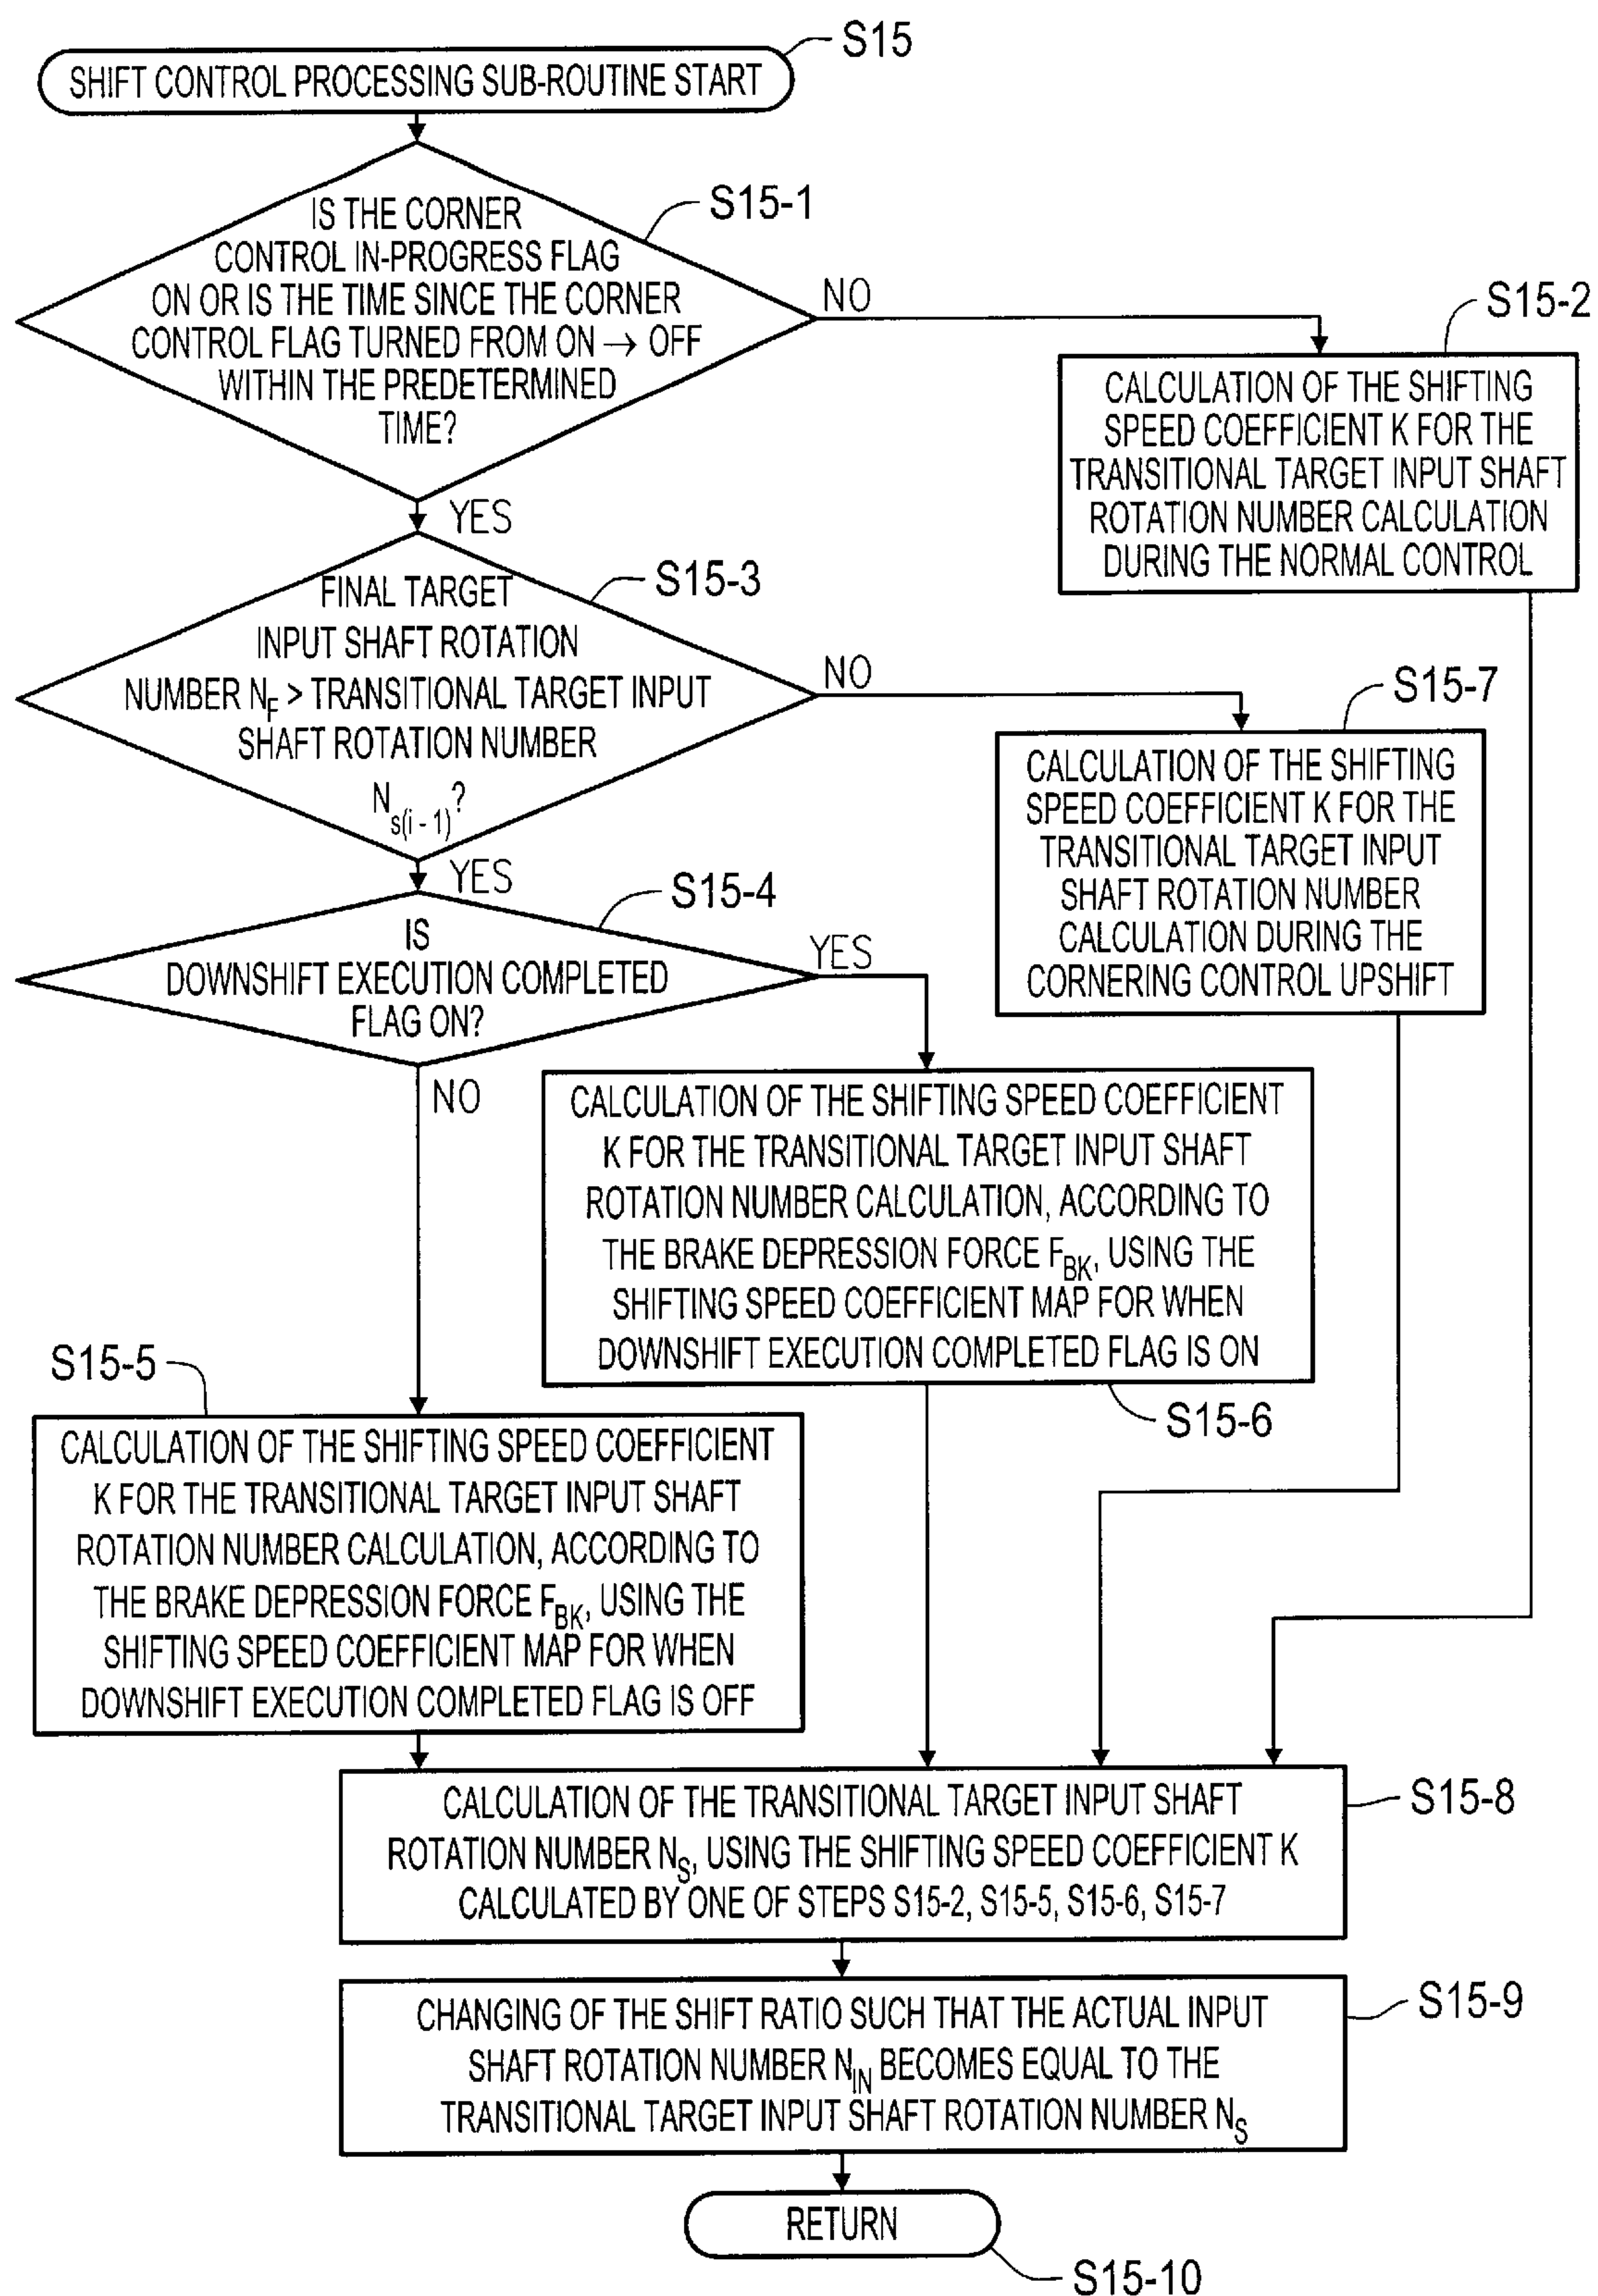 S15
SHIFT CONTROL PROCESSING SUB-ROUTINE START
S15-1
IS THE CORNER
CONTROL IN-PROGRESS FLAG
ON OR IS THE TIME SINCE THE CORNER
CONTROL FLAG TURNED FROM ON → OFF
WITHIN THE PREDETERMINED
TIME?
NO
YES
S15-2
CALCULATION OF THE SHIFTING
SPEED COEFFICIENT K FOR THE
TRANSITIONAL TARGET INPUT SHAFT
ROTATION NUMBER CALCULATION
DURING THE NORMAL CONTROL
S15-3
FINAL TARGET
INPUT SHAFT ROTATION
NUMBER NF > TRANSITIONAL TARGET INPUT
SHAFT ROTATION NUMBER
Ns(i - 1)?
NO
YES
S15-7
CALCULATION OF THE SHIFTING
SPEED COEFFICIENT K FOR THE
TRANSITIONAL TARGET INPUT
SHAFT ROTATION NUMBER
CALCULATION DURING THE
CORNERING CONTROL UPSHIFT
S15-4
IS
DOWNSHIFT EXECUTION COMPLETED
FLAG ON?
YES
NO
CALCULATION OF THE SHIFTING SPEED COEFFICIENT
K FOR THE TRANSITIONAL TARGET INPUT SHAFT
ROTATION NUMBER CALCULATION, ACCORDING TO
THE BRAKE DEPRESSION FORCE FBK, USING THE
SHIFTING SPEED COEFFICIENT MAP FOR WHEN
DOWNSHIFT EXECUTION COMPLETED FLAG IS ON
S15-6
S15-5
CALCULATION OF THE SHIFTING SPEED COEFFICIENT
K FOR THE TRANSITIONAL TARGET INPUT SHAFT
ROTATION NUMBER CALCULATION, ACCORDING TO
THE BRAKE DEPRESSION FORCE FBK, USING THE
SHIFTING SPEED COEFFICIENT MAP FOR WHEN
DOWNSHIFT EXECUTION COMPLETED FLAG IS OFF
S15-8
CALCULATION OF THE TRANSITIONAL TARGET INPUT SHAFT
ROTATION NUMBER NS, USING THE SHIFTING SPEED COEFFICIENT K
CALCULATED BY ONE OF STEPS S15-2, S15-5, S15-6, S15-7
S15-9
CHANGING OF THE SHIFT RATIO SUCH THAT THE ACTUAL INPUT
SHAFT ROTATION NUMBER NIN BECOMES EQUAL TO THE
TRANSITIONAL TARGET INPUT SHAFT ROTATION NUMBER NS
RETURN
S15-10